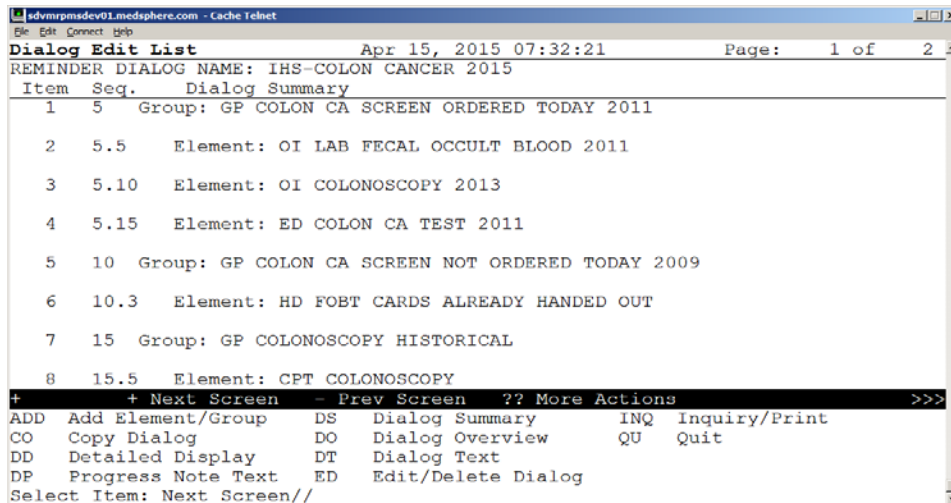 sdvmrpmsdev01.medsphere.com - Cache Telnet
File Edit Connect Help
Dialog Edit List Apr 15, 2015 07:32:21 Page: 1 of 2
REMINDER DIALOG NAME: IHS-COLON CANCER 2015
Item Seq. Dialog Summary
1 5 Group: GP COLON CA SCREEN ORDERED TODAY 2011
2 5.5 Element: OI LAB FECAL OCCULT BLOOD 2011
3 5.10 Element: OI COLONOSCOPY 2013
4 5.15 Element: ED COLON CA TEST 2011
5 10 Group: GP COLON CA SCREEN NOT ORDERED TODAY 2009
6 10.3 Element: HD FOBT CARDS ALREADY HANDED OUT
7 15 Group: GP COLONOSCOPY HISTORICAL
8 15.5 Element: CPT COLONOSCOPY
+ + Next Screen - Prev Screen ?? More Actions >>>
ADD Add Element/Group DS Dialog Summary INQ Inquiry/Print
CO Copy Dialog DO Dialog Overview QU Quit
DD Detailed Display DT Dialog Text
DP Progress Note Text ED Edit/Delete Dialog
Select Item: Next Screen//